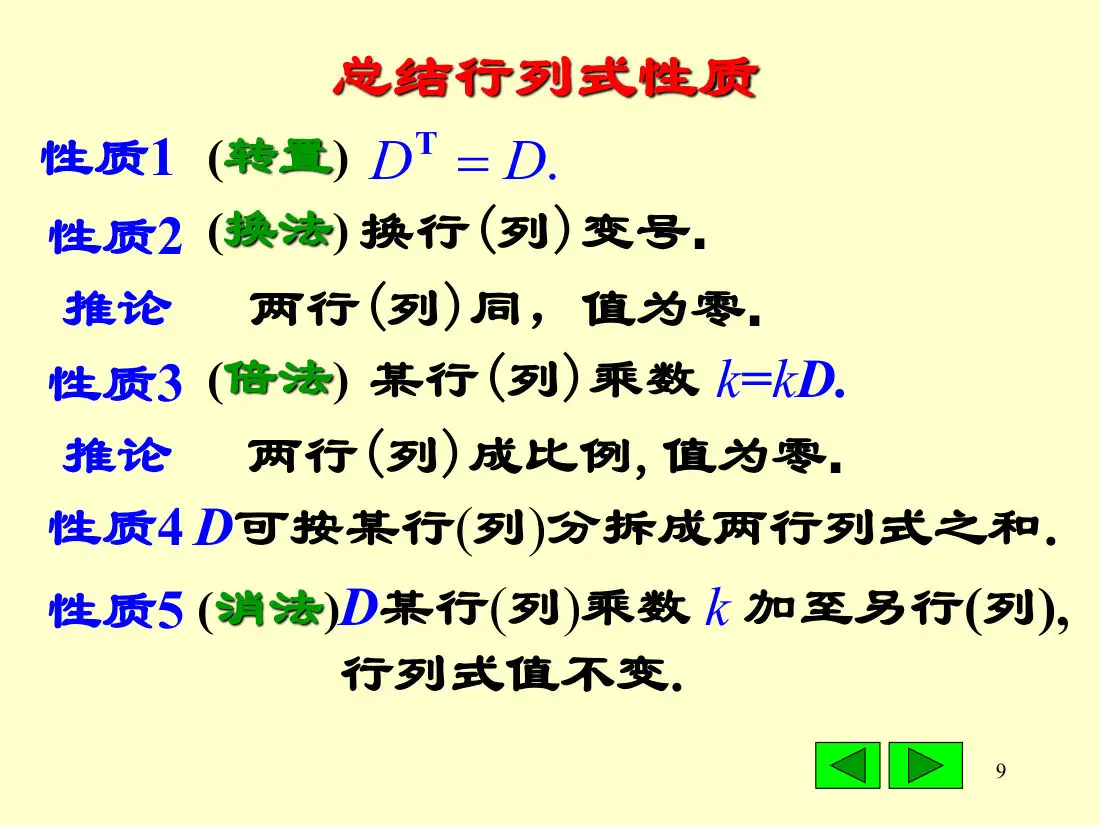 总结行列式性质
性质1 (转置) Dᵀ = D.
性质2 (换法) 换行(列)变号.
推论 两行(列)同，值为零.
性质3 (倍法) 某行(列)乘数 k=kD.
推论 两行(列)成比例, 值为零.
性质4 D可按某行(列)分拆成两行列式之和.
性质5 (消法)D某行(列)乘数 k 加至另行(列),
行列式值不变.
9